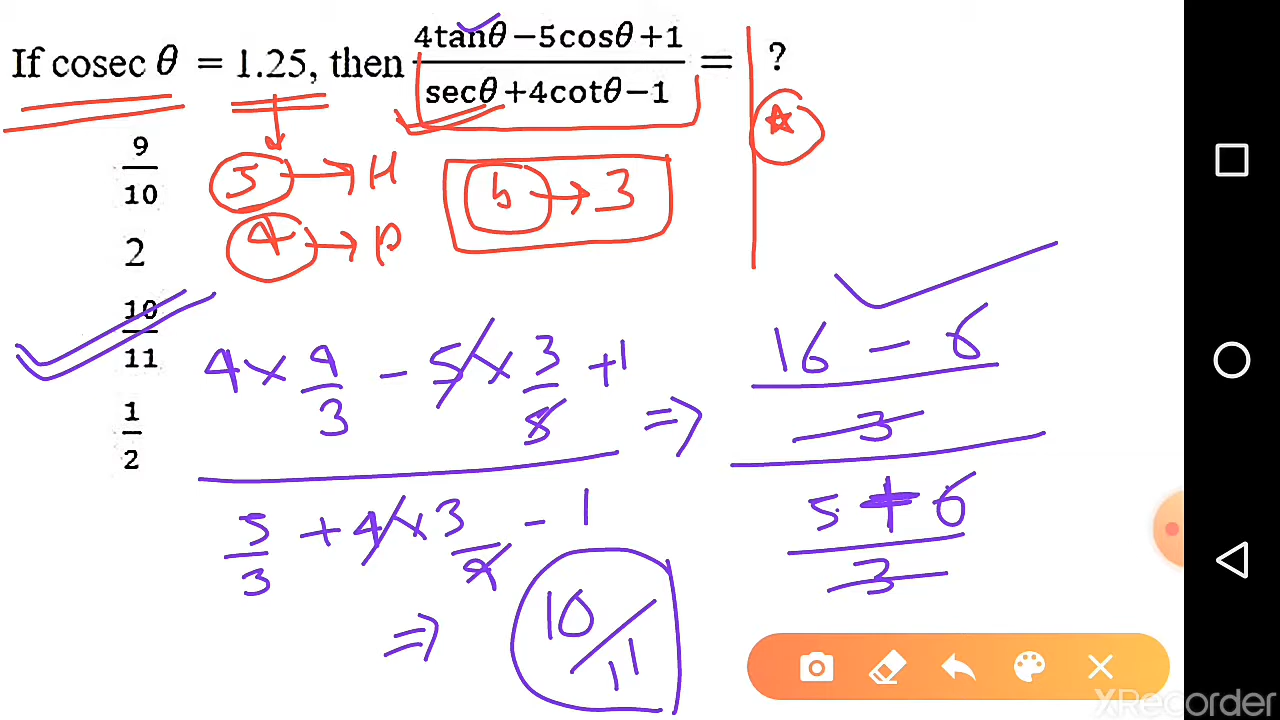 If cosec θ = 1.25, then (4tanθ−5cosθ+1)/(secθ+4cotθ−1) = ?
5 → H
4 → P
b → 3
9/10
2
10/11
1/2
4 × 4/3 − 5 × 3/5 + 1
5/3 + 4 × 3/4 − 1
⇒
16 − 6
3
5 + 6
3
⇒ 10/11
XRecorder